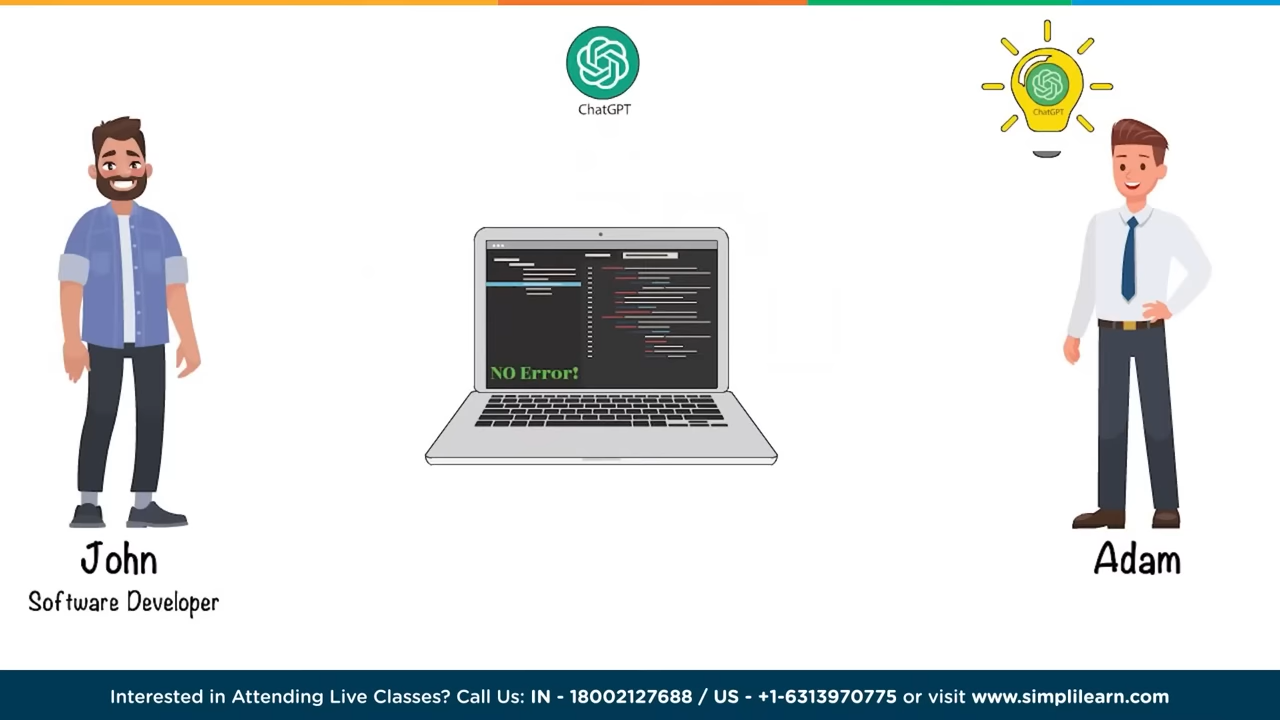 ChatGPT
ChatGPT
NO Error!
John
Software Developer
Adam
Interested in Attending Live Classes? Call Us: IN - 18002127688 / US - +1-6313970775 or visit www.simplilearn.com